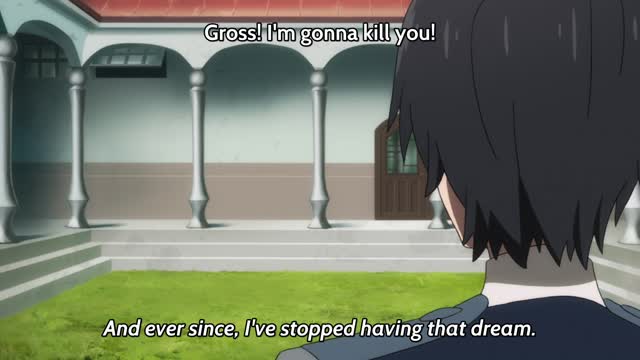 Gross! I'm gonna kill you!
And ever since, I've stopped having that dream.